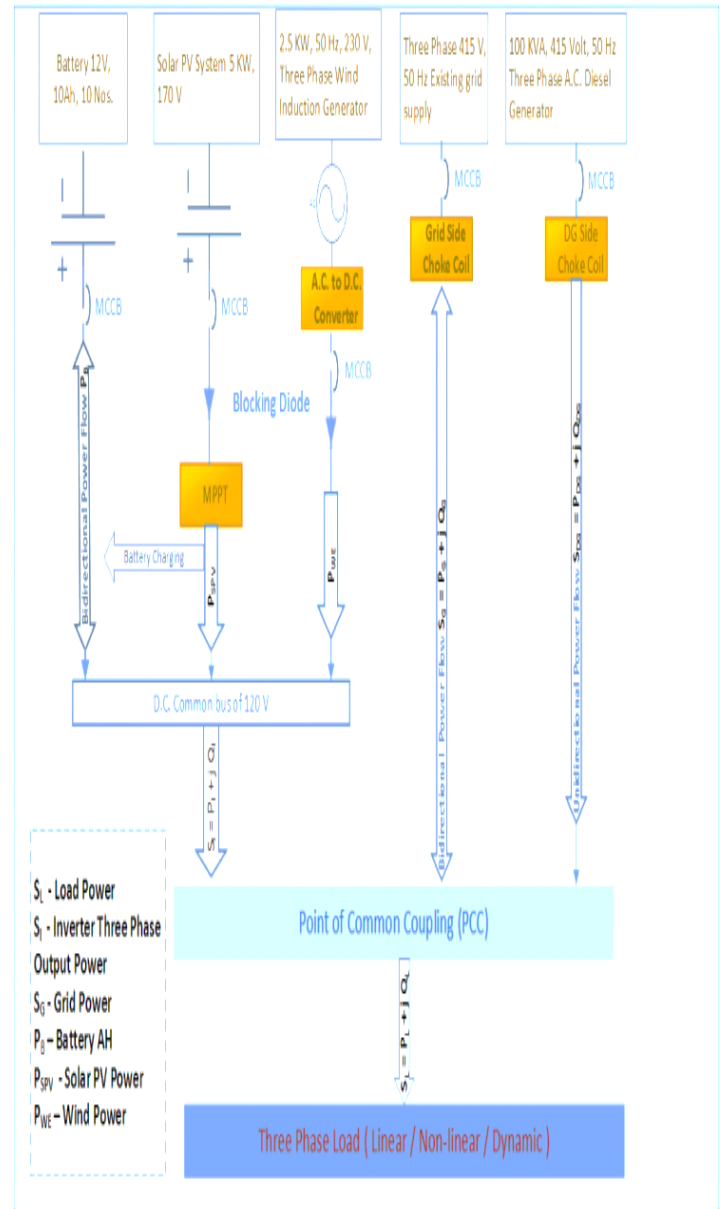 Battery 12V,
10Ah, 10 Nos.
Solar PV System 5 KW,
170 V
2.5 KW, 50 Hz, 230 V,
Three Phase Wind
Induction Generator
Three Phase 415 V,
50 Hz Existing grid
supply
100 KVA, 415 Volt, 50 Hz
Three Phase A.C. Diesel
Generator
MCCB
MCCB
Grid Side
Choke Coil
DG Side
Choke Coil
A.C. to D.C.
Converter
MCCB
MCCB
MCCB
Blocking Diode
MPPT
Battery Charging
Bidirectional Power Flow PB
PSPV
PWE
Bidirectional Power Flow SG = PG + j QG
Unidirectional Power Flow SDG = PDG + j QDG
D.C. Common bus of 120 V
SI = PI + j QI
Point of Common Coupling (PCC)
SL = PL + j QL
Three Phase Load ( Linear / Non-linear / Dynamic )
SL - Load Power
SI - Inverter Three Phase
Output Power
SG - Grid Power
PB – Battery AH
PSPV - Solar PV Power
PWE – Wind Power